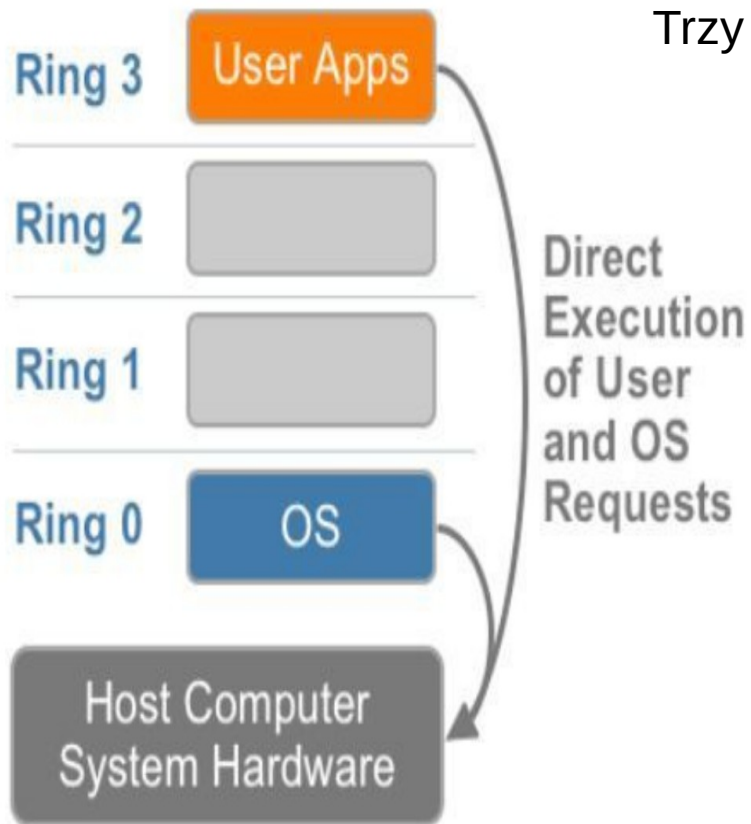 Trzy
Ring 3
User Apps
Ring 2
Ring 1
Direct
Execution
of User
and OS
Requests
Ring 0
OS
Host Computer
System Hardware